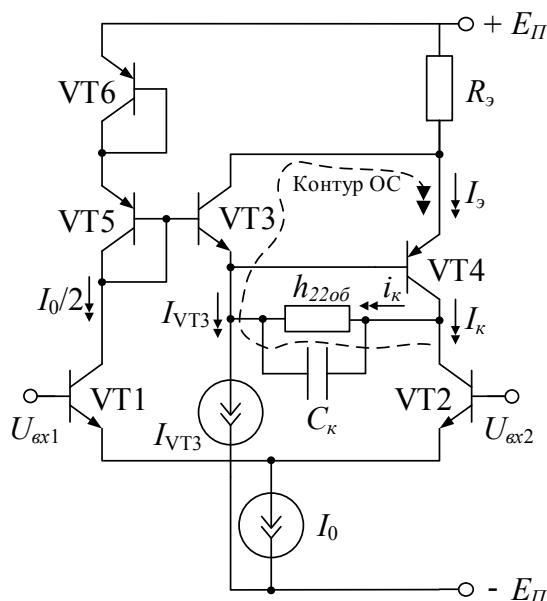 + E_П
VT6
R_э
Контур ОС
I_э
VT5
VT3
VT4
I_0/2
I_VT3
h_22об
i_к
I_к
VT1
VT2
C_к
U_вх1
I_VT3
U_вх2
I_0
- E_П